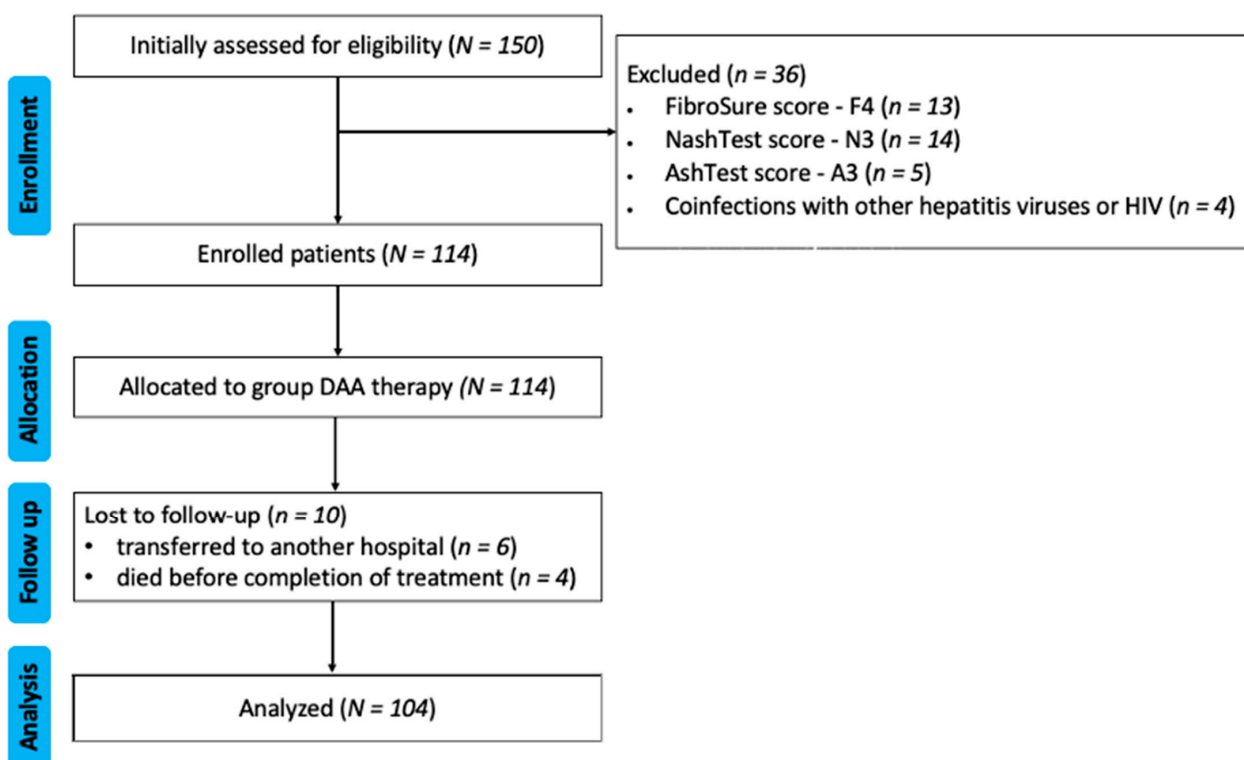 Enrollment
Initially assessed for eligibility (N = 150)
Excluded (n = 36)
• FibroSure score - F4 (n = 13)
• NashTest score - N3 (n = 14)
• AshTest score - A3 (n = 5)
• Coinfections with other hepatitis viruses or HIV (n = 4)
Enrolled patients (N = 114)
Allocation
Allocated to group DAA therapy (N = 114)
Follow up
Lost to follow-up (n = 10)
• transferred to another hospital (n = 6)
• died before completion of treatment (n = 4)
Analysis
Analyzed (N = 104)